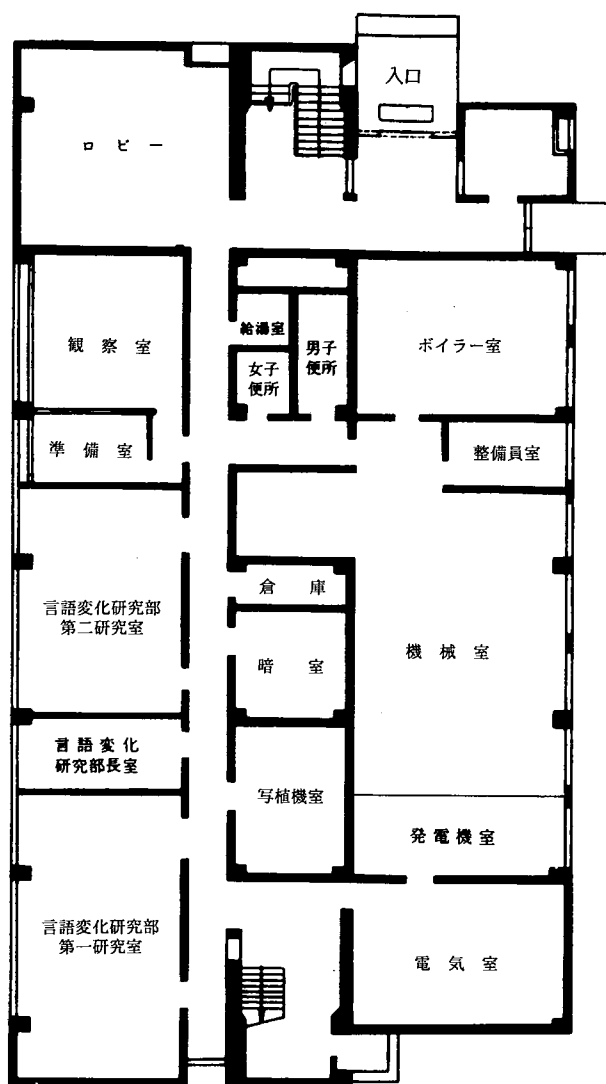 入口
ロビー
給湯室
男子
便所
女子
便所
観察室
ボイラー室
準備室
整備員室
言語変化研究部
第二研究室
倉庫
機械室
暗室
言語変化
研究部長室
写植機室
発電機室
言語変化研究部
第一研究室
電気室